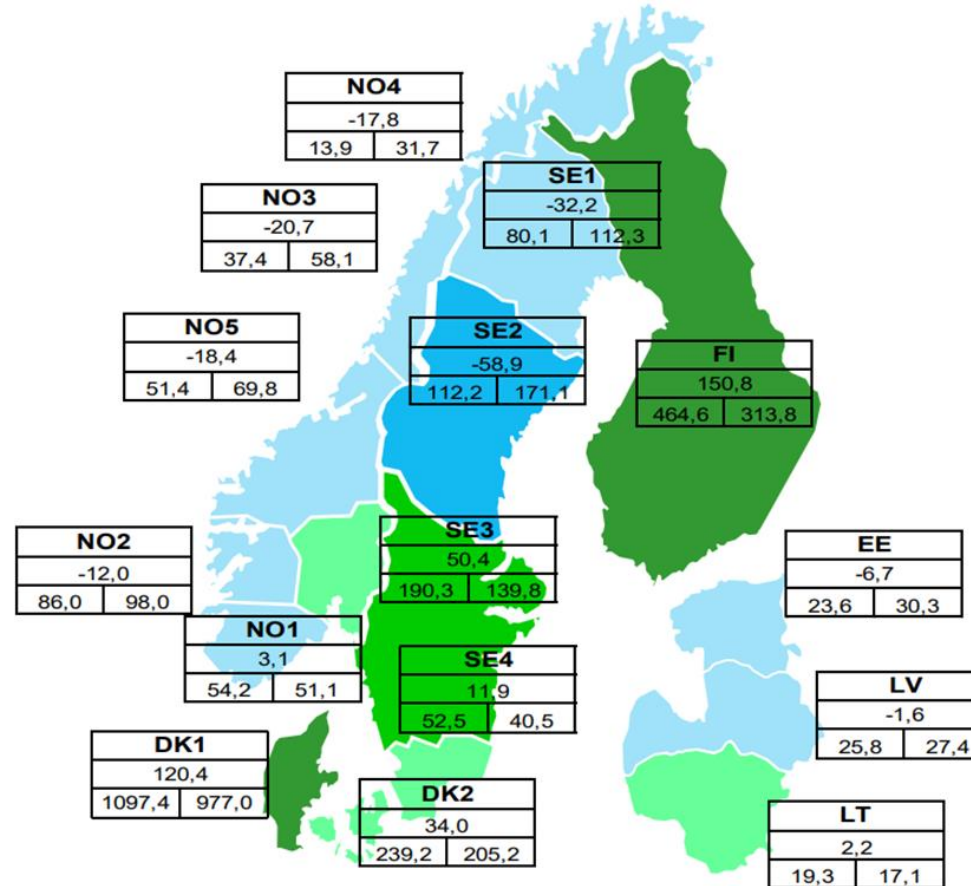 NO4
-17,8
13,9 31,7
SE1
-32,2
80,1 112,3
NO3
-20,7
37,4 58,1
NO5
-18,4
51,4 69,8
SE2
-58,9
112,2 171,1
FI
150,8
464,6 313,8
SE3
50,4
190,3 139,8
NO2
-12,0
86,0 98,0
EE
-6,7
23,6 30,3
NO1
3,1
54,2 51,1
SE4
11,9
52,5 40,5
LV
-1,6
25,8 27,4
DK1
120,4
1097,4 977,0
DK2
34,0
239,2 205,2
LT
2,2
19,3 17,1